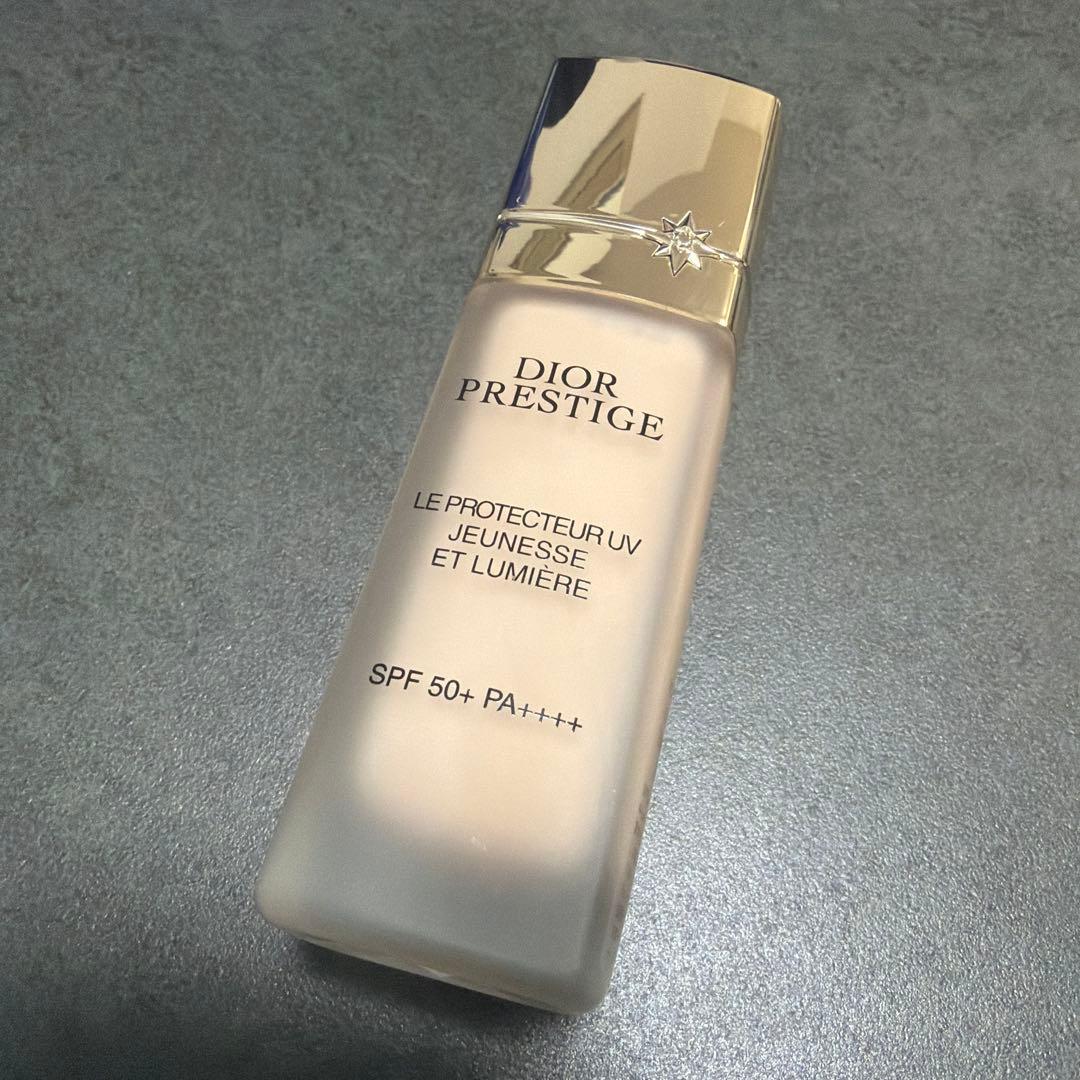 DIOR
PRESTIGE
LE PROTECTEUR UV
JEUNESSE
ET LUMIÈRE
SPF 50+ PA++++